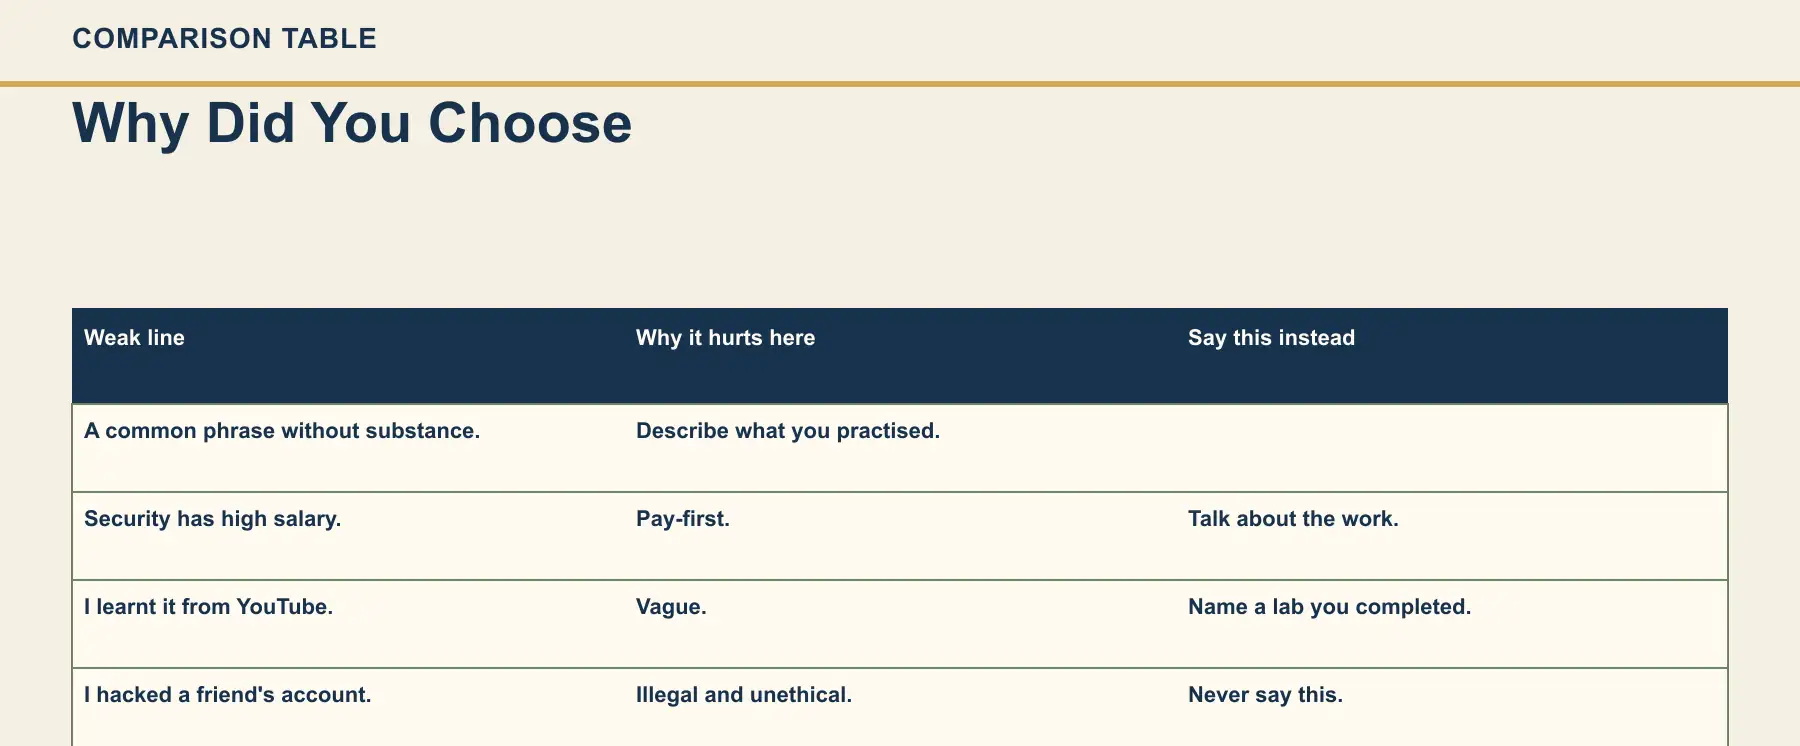 COMPARISON TABLE
Why Did You Choose
Weak line Why it hurts here Say this instead
A common phrase without substance. Describe what you practised.
Security has high salary. Pay-first. Talk about the work.
I learnt it from YouTube. Vague. Name a lab you completed.
I hacked a friend's account. Illegal and unethical. Never say this.